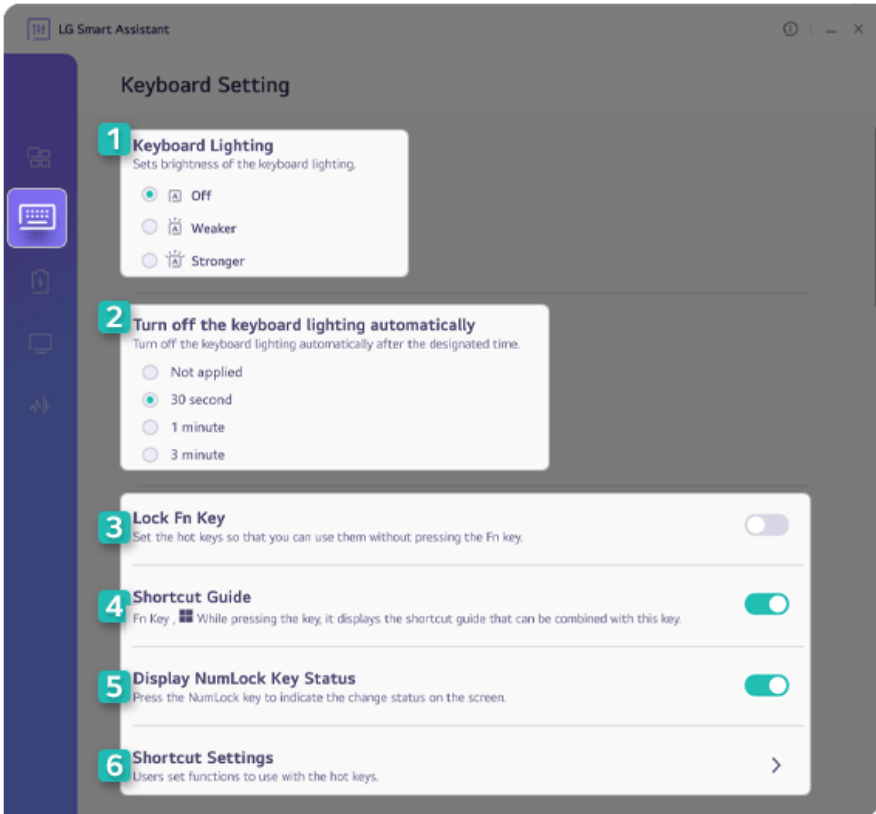 LG Smart Assistant
Keyboard Setting
1
Keyboard Lighting
Sets brightness of the keyboard lighting.
Off
Weaker
Stronger
2
Turn off the keyboard lighting automatically
Turn off the keyboard lighting automatically after the designated time.
Not applied
30 second
1 minute
3 minute
3
Lock Fn Key
Set the hot keys so that you can use them without pressing the Fn key.
4
Shortcut Guide
Fn Key , While pressing the key, it displays the shortcut guide that can be combined with this key.
5
Display NumLock Key Status
Press the NumLock key to indicate the change status on the screen.
6
Shortcut Settings
Users set functions to use with the hot keys.